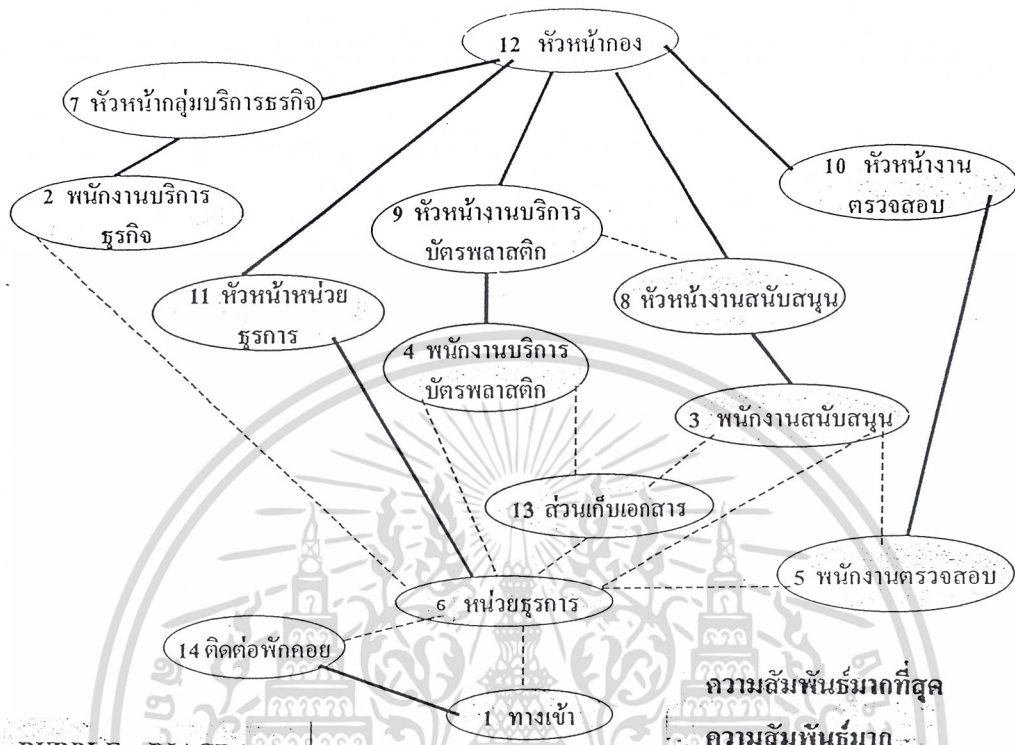 12 หัวหน้ากอง
7 หัวหน้ากลุ่มบริการธรกิจ
10 หัวหน้างาน
ตรวจสอบ
2 พนักงานบริการ
ธุรกิจ
9 หัวหน้างานบริการ
บัตรพลาสติก
11 หัวหน้าหน่วย
ธุรการ
8 หัวหน้างานสนับสนุน
4 พนักงานบริการ
บัตรพลาสติก
3 พนักงานสนับสนุน
13 ส่วนเก็บเอกสาร
5 พนักงานตรวจสอบ
6 หน่วยธุรการ
14 ติดต่อพักคอย
1 ทางเข้า
ความสัมพันธ์มากที่สุด
ความสัมพันธ์มาก